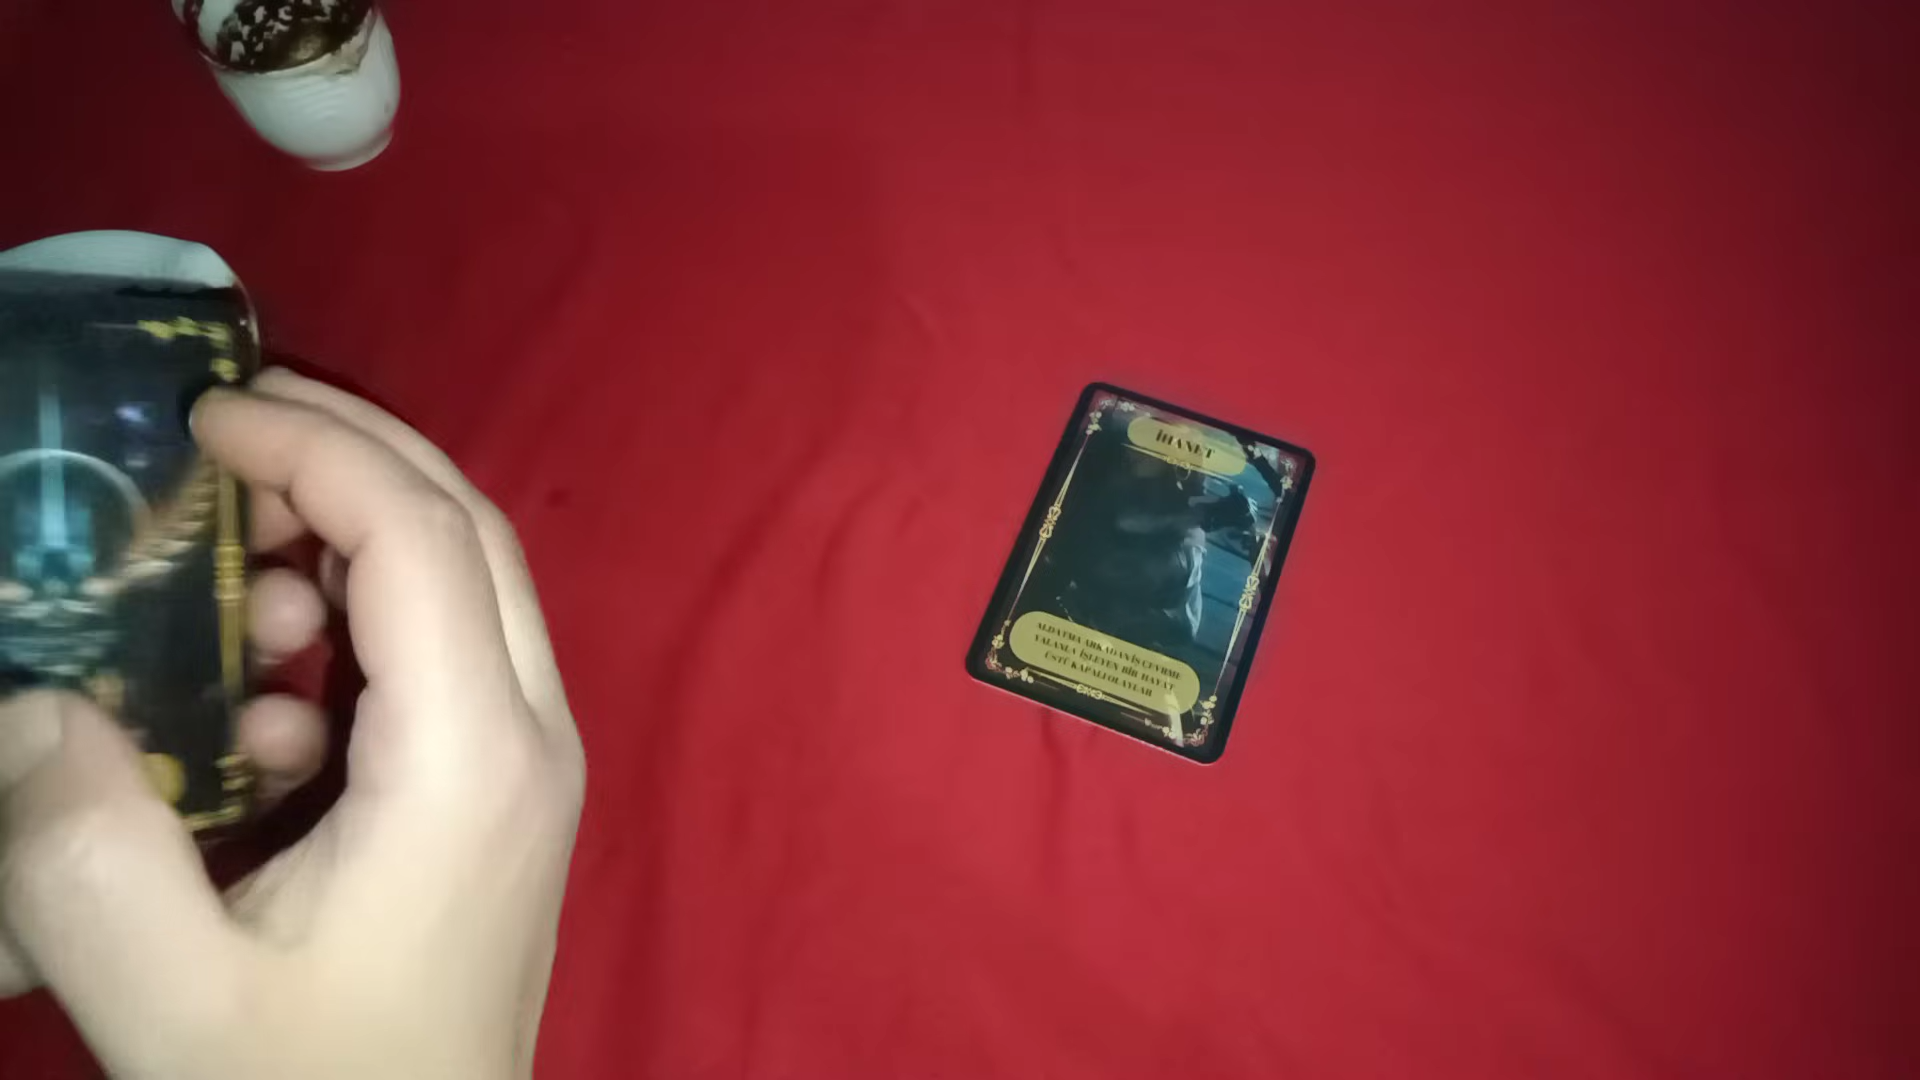 İHANET
ALDATMA ARKADAN İŞ ÇEVİRME
YALANLA İŞLEYEN BİR HAYAT
ÜSTÜ KAPALI OLAYLAR